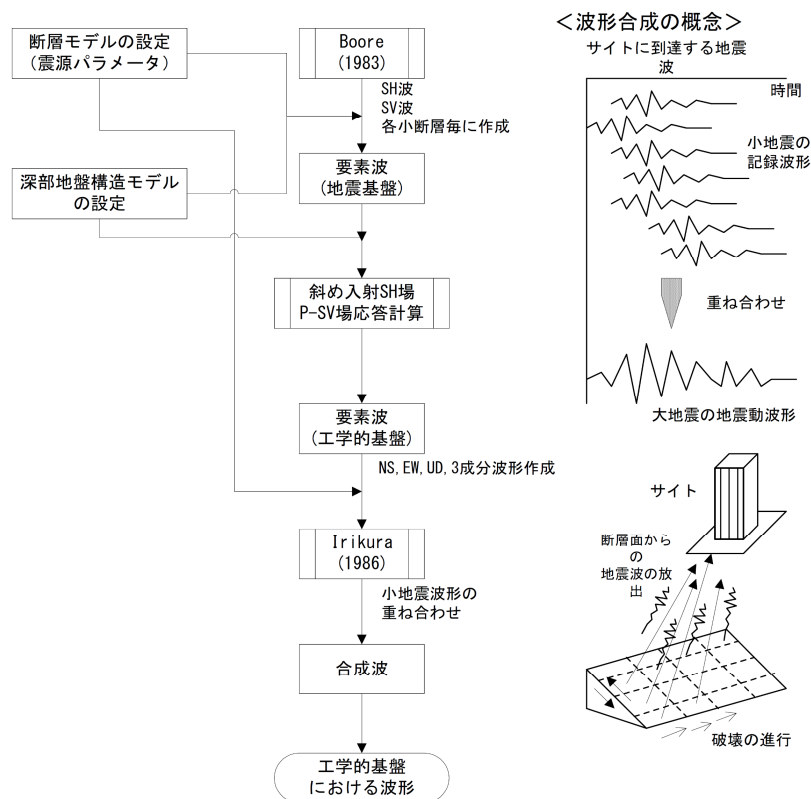 断層モデルの設定
(震源パラメータ)
Boore
(1983)
SH波
SV波
各小断層毎に作成
深部地盤構造モデル
の設定
要素波
(地震基盤)
斜め入射SH場
P-SV場応答計算
要素波
(工学的基盤)
NS,EW,UD,3成分波形作成
Irikura
(1986)
小地震波形の
重ね合わせ
合成波
工学的基盤
における波形
＜波形合成の概念＞
サイトに到達する地震
波
時間
小地震の
記録波形
重ね合わせ
大地震の地震動波形
サイト
断層面から
の
地震波の放
出
破壊の進行